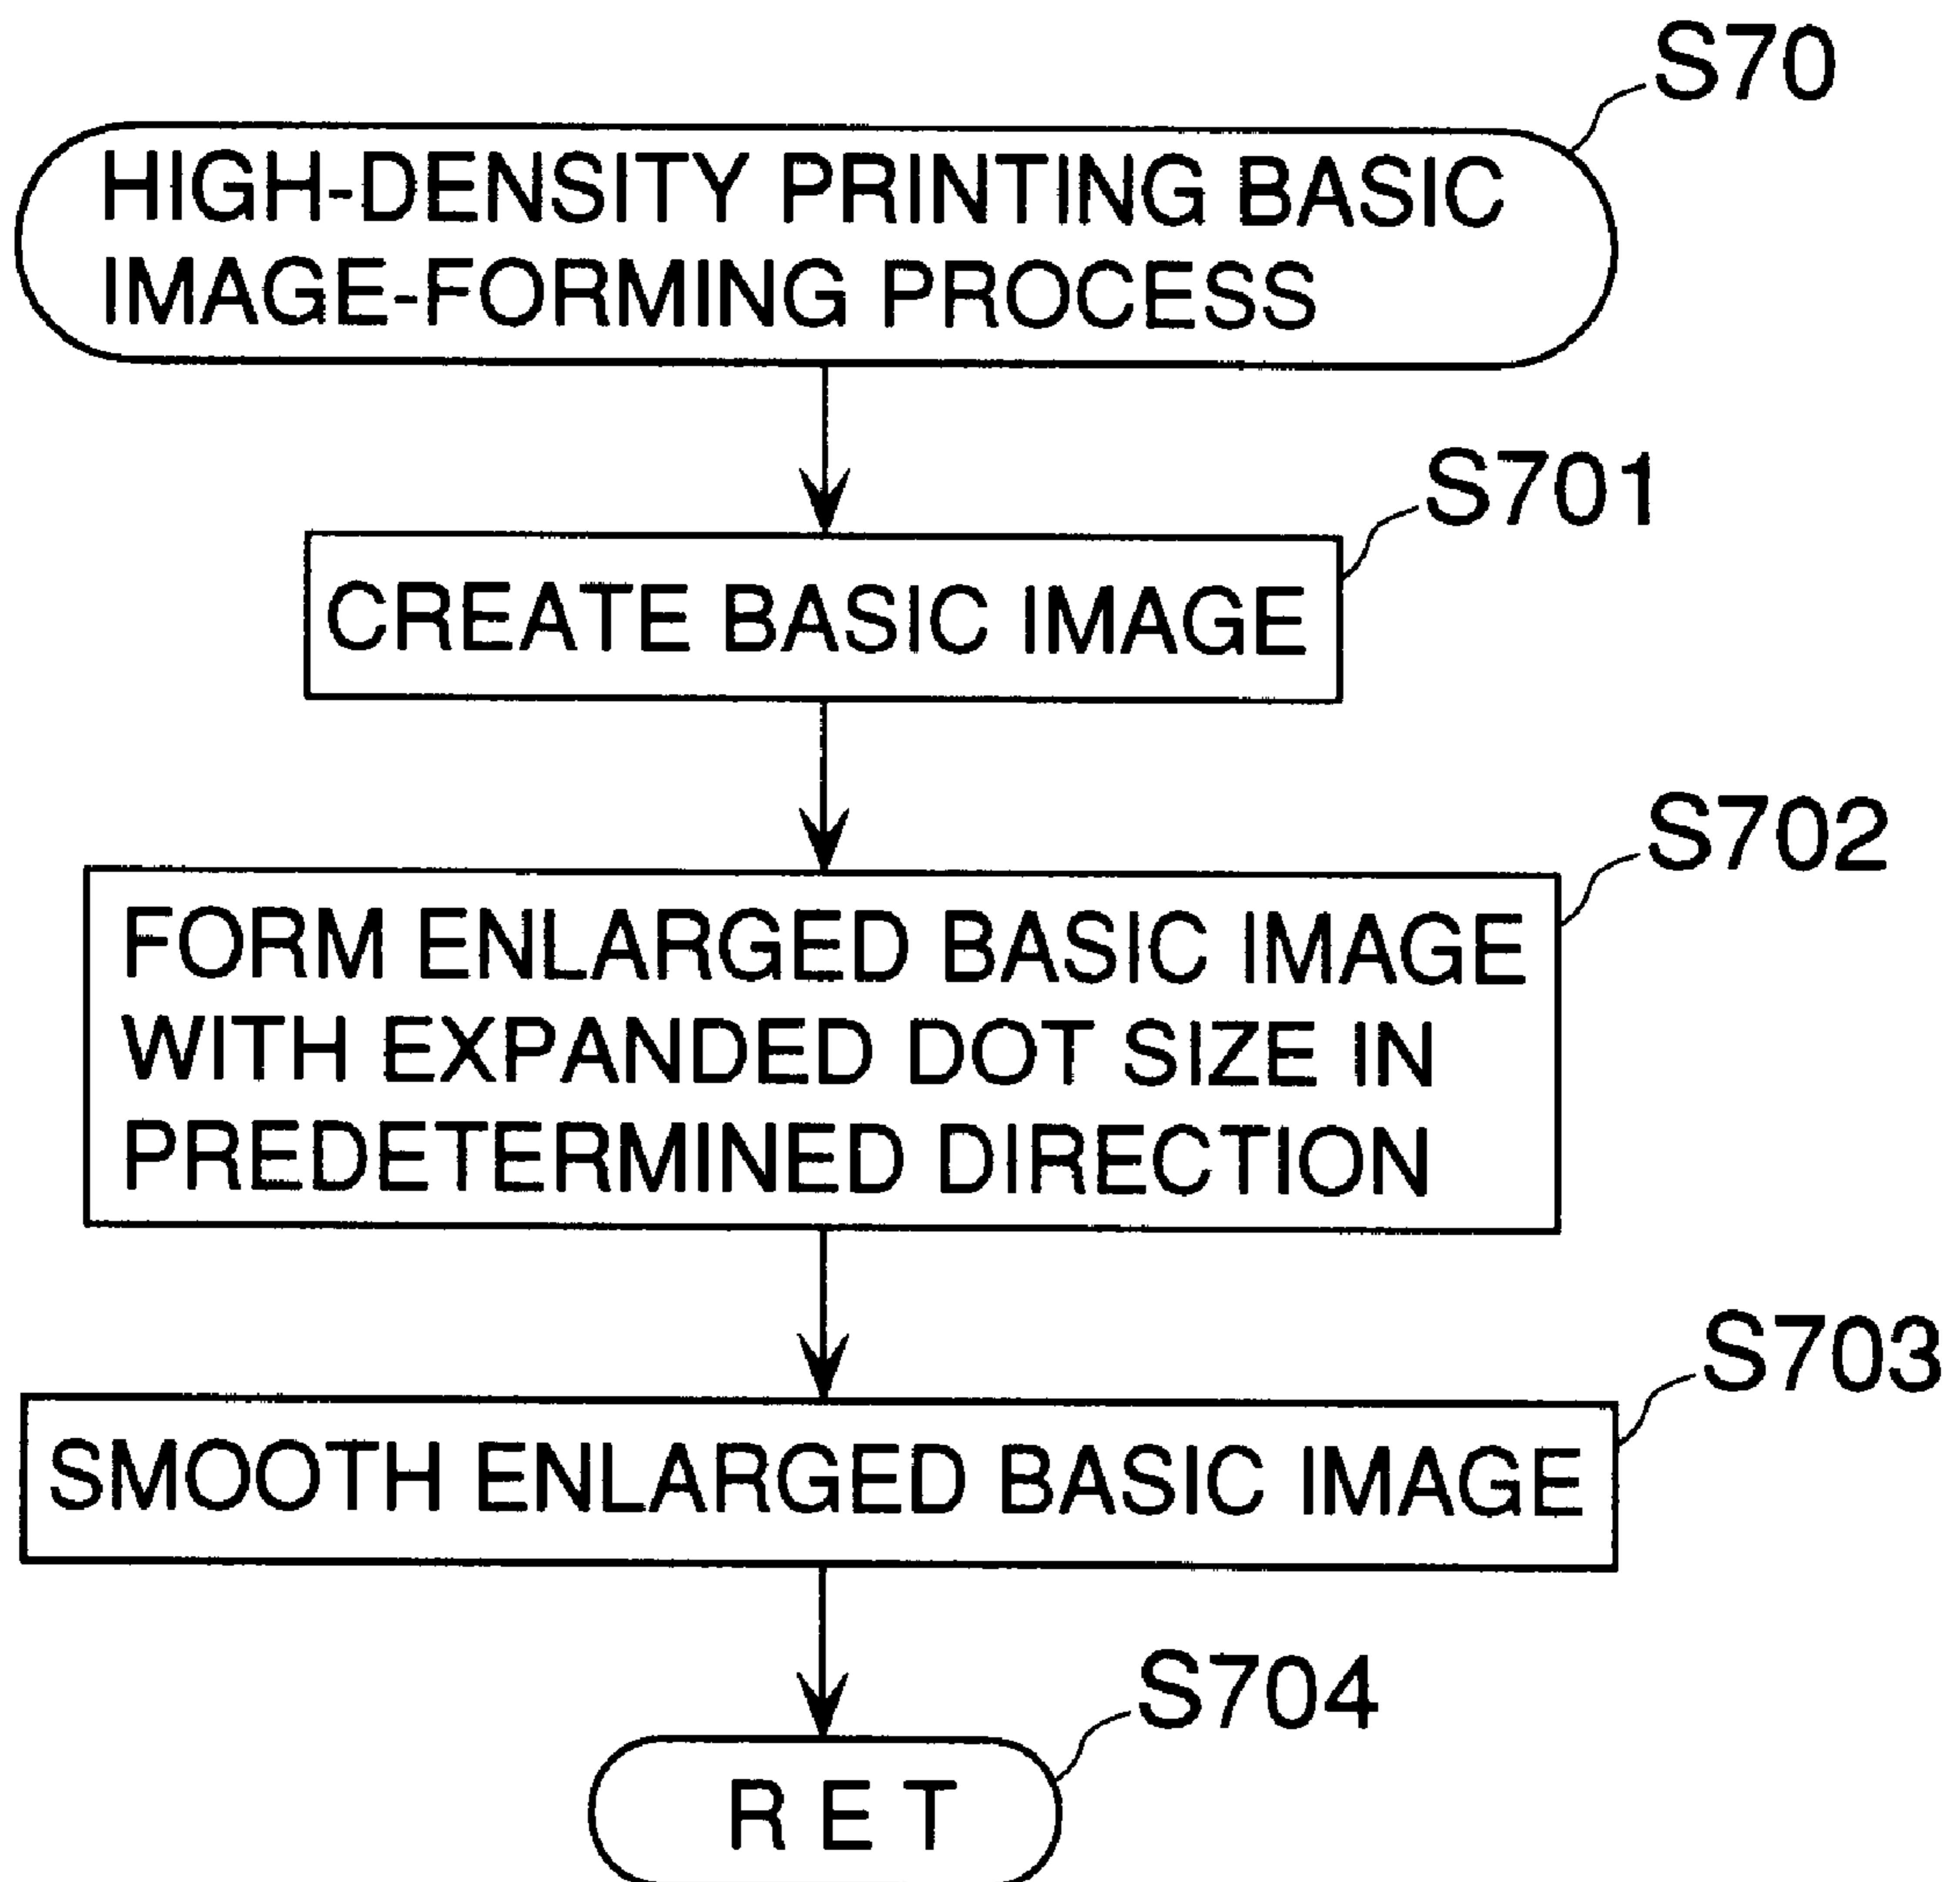 S70
HIGH-DENSITY PRINTING BASIC
IMAGE-FORMING PROCESS
S701
CREATE BASIC IMAGE
S702
FORM ENLARGED BASIC IMAGE
WITH EXPANDED DOT SIZE IN
PREDETERMINED DIRECTION
S703
SMOOTH ENLARGED BASIC IMAGE
S704
RET